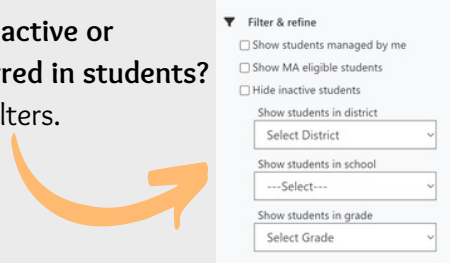 active or
red in students?
lters.
Filter & refine
Show students managed by me
Show MA eligible students
Hide inactive students
Show students in district
Select District
Show students in school
---Select---
Show students in grade
Select Grade